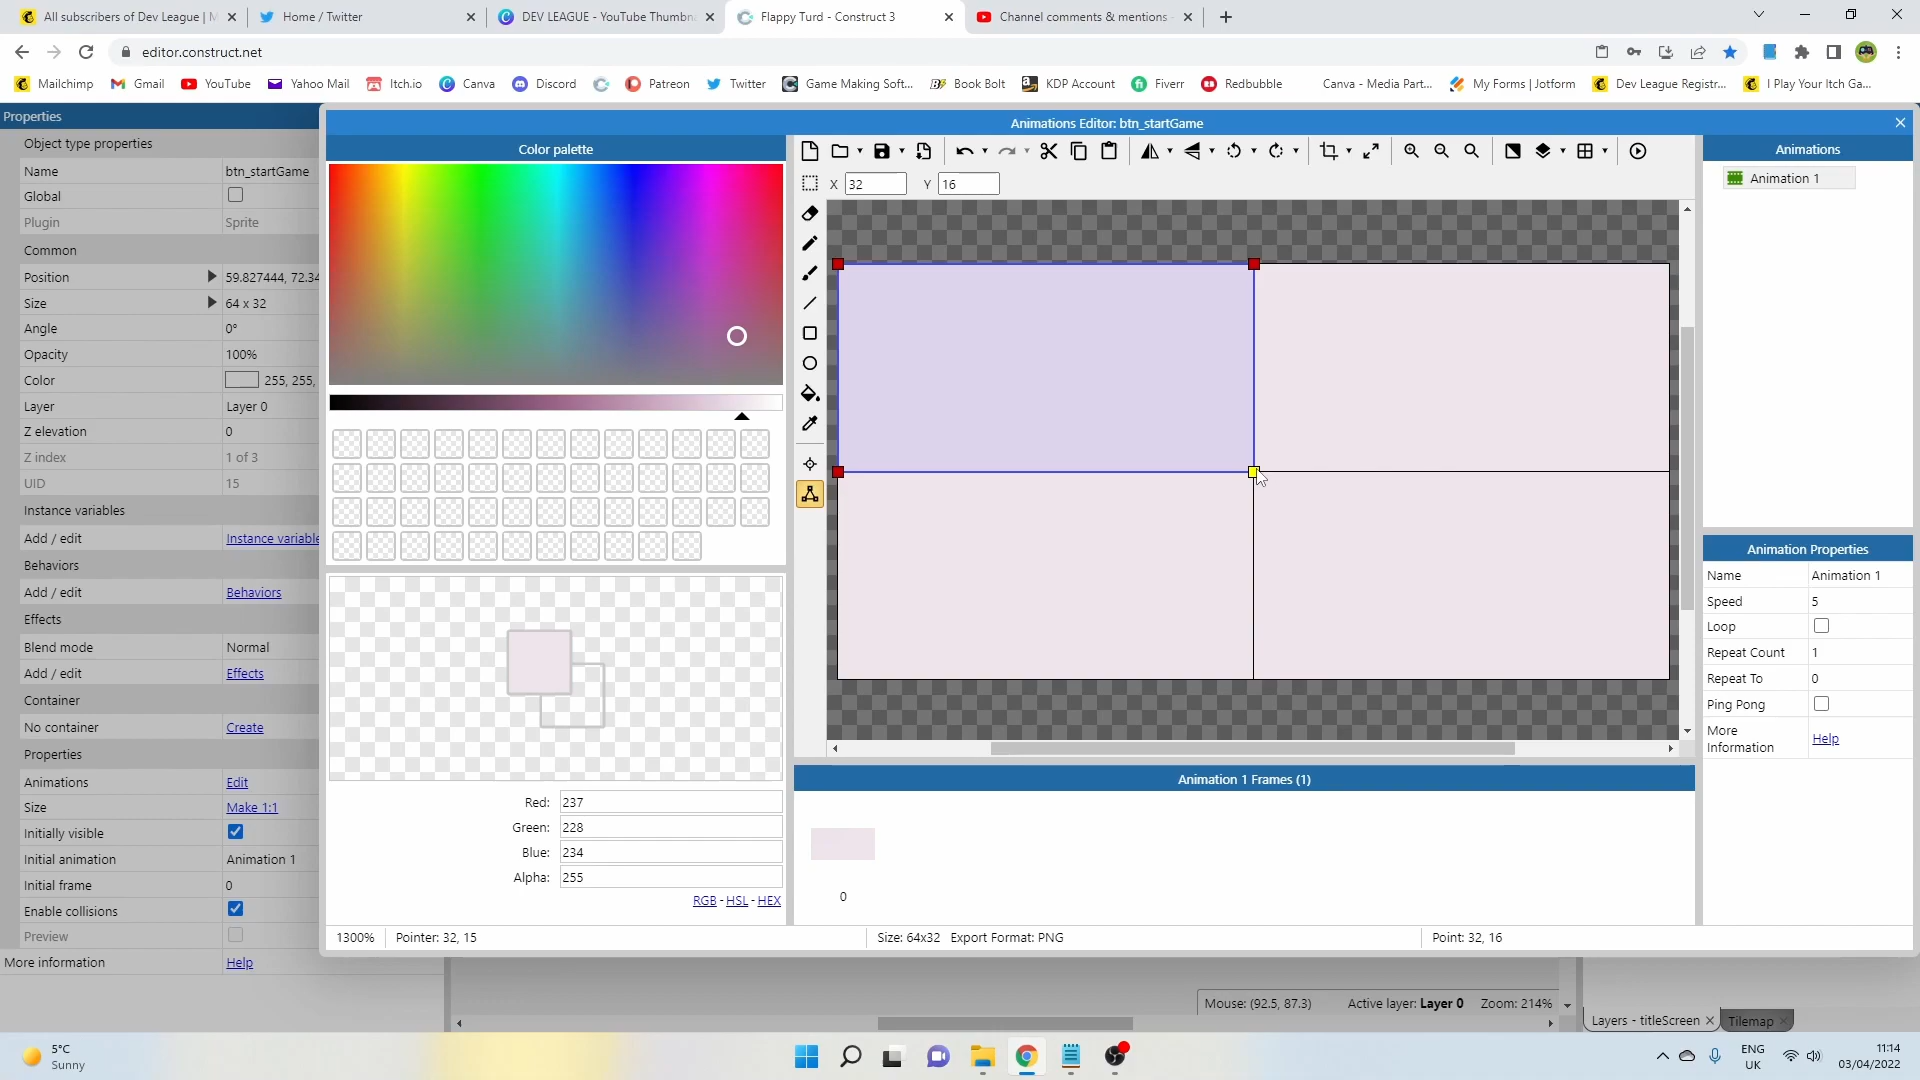 All subscribers of Dev League | M
Home / Twitter
DEV LEAGUE - YouTube Thumbn
Flappy Turd - Construct 3
Channel comments & mentions -
editor.construct.net
Mailchimp
Gmail
YouTube
Yahoo Mail
Itch.io
Canva
Discord
Patreon
Twitter
Game Making Soft...
Book Bolt
KDP Account
Fiverr
Redbubble
Canva - Media Part...
My Forms | Jotform
Dev League Registr...
I Play Your Itch Ga...
Properties
Object type properties
Name btn_startGame
Global
Plugin Sprite
Common
Position 59.827444, 72.34
Size 64 x 32
Angle 0°
Opacity 100%
Color 255, 255,
Layer Layer 0
Z elevation 0
Z index 1 of 3
UID 15
Instance variables
Add / edit Instance variable
Behaviors
Add / edit Behaviors
Effects
Blend mode Normal
Add / edit Effects
Container
No container Create
Properties
Animations Edit
Size Make 1:1
Initially visible
Initial animation Animation 1
Initial frame 0
Enable collisions
Preview
More information Help
Animations Editor: btn_startGame
Color palette
X 32 Y 16
Red: 237
Green: 228
Blue: 234
Alpha: 255
RGB - HSL - HEX
1300% Pointer: 32, 15
Animation 1 Frames (1)
0
Size: 64x32 Export Format: PNG
Point: 32, 16
Animations
Animation 1
Animation Properties
Name Animation 1
Speed 5
Loop
Repeat Count 1
Repeat To 0
Ping Pong
More
Information Help
Mouse: (92.5, 87.3) Active layer: Layer 0 Zoom: 214%
Layers - titleScreen
Tilemap
5°C
Sunny
ENG
UK
11:14
03/04/2022